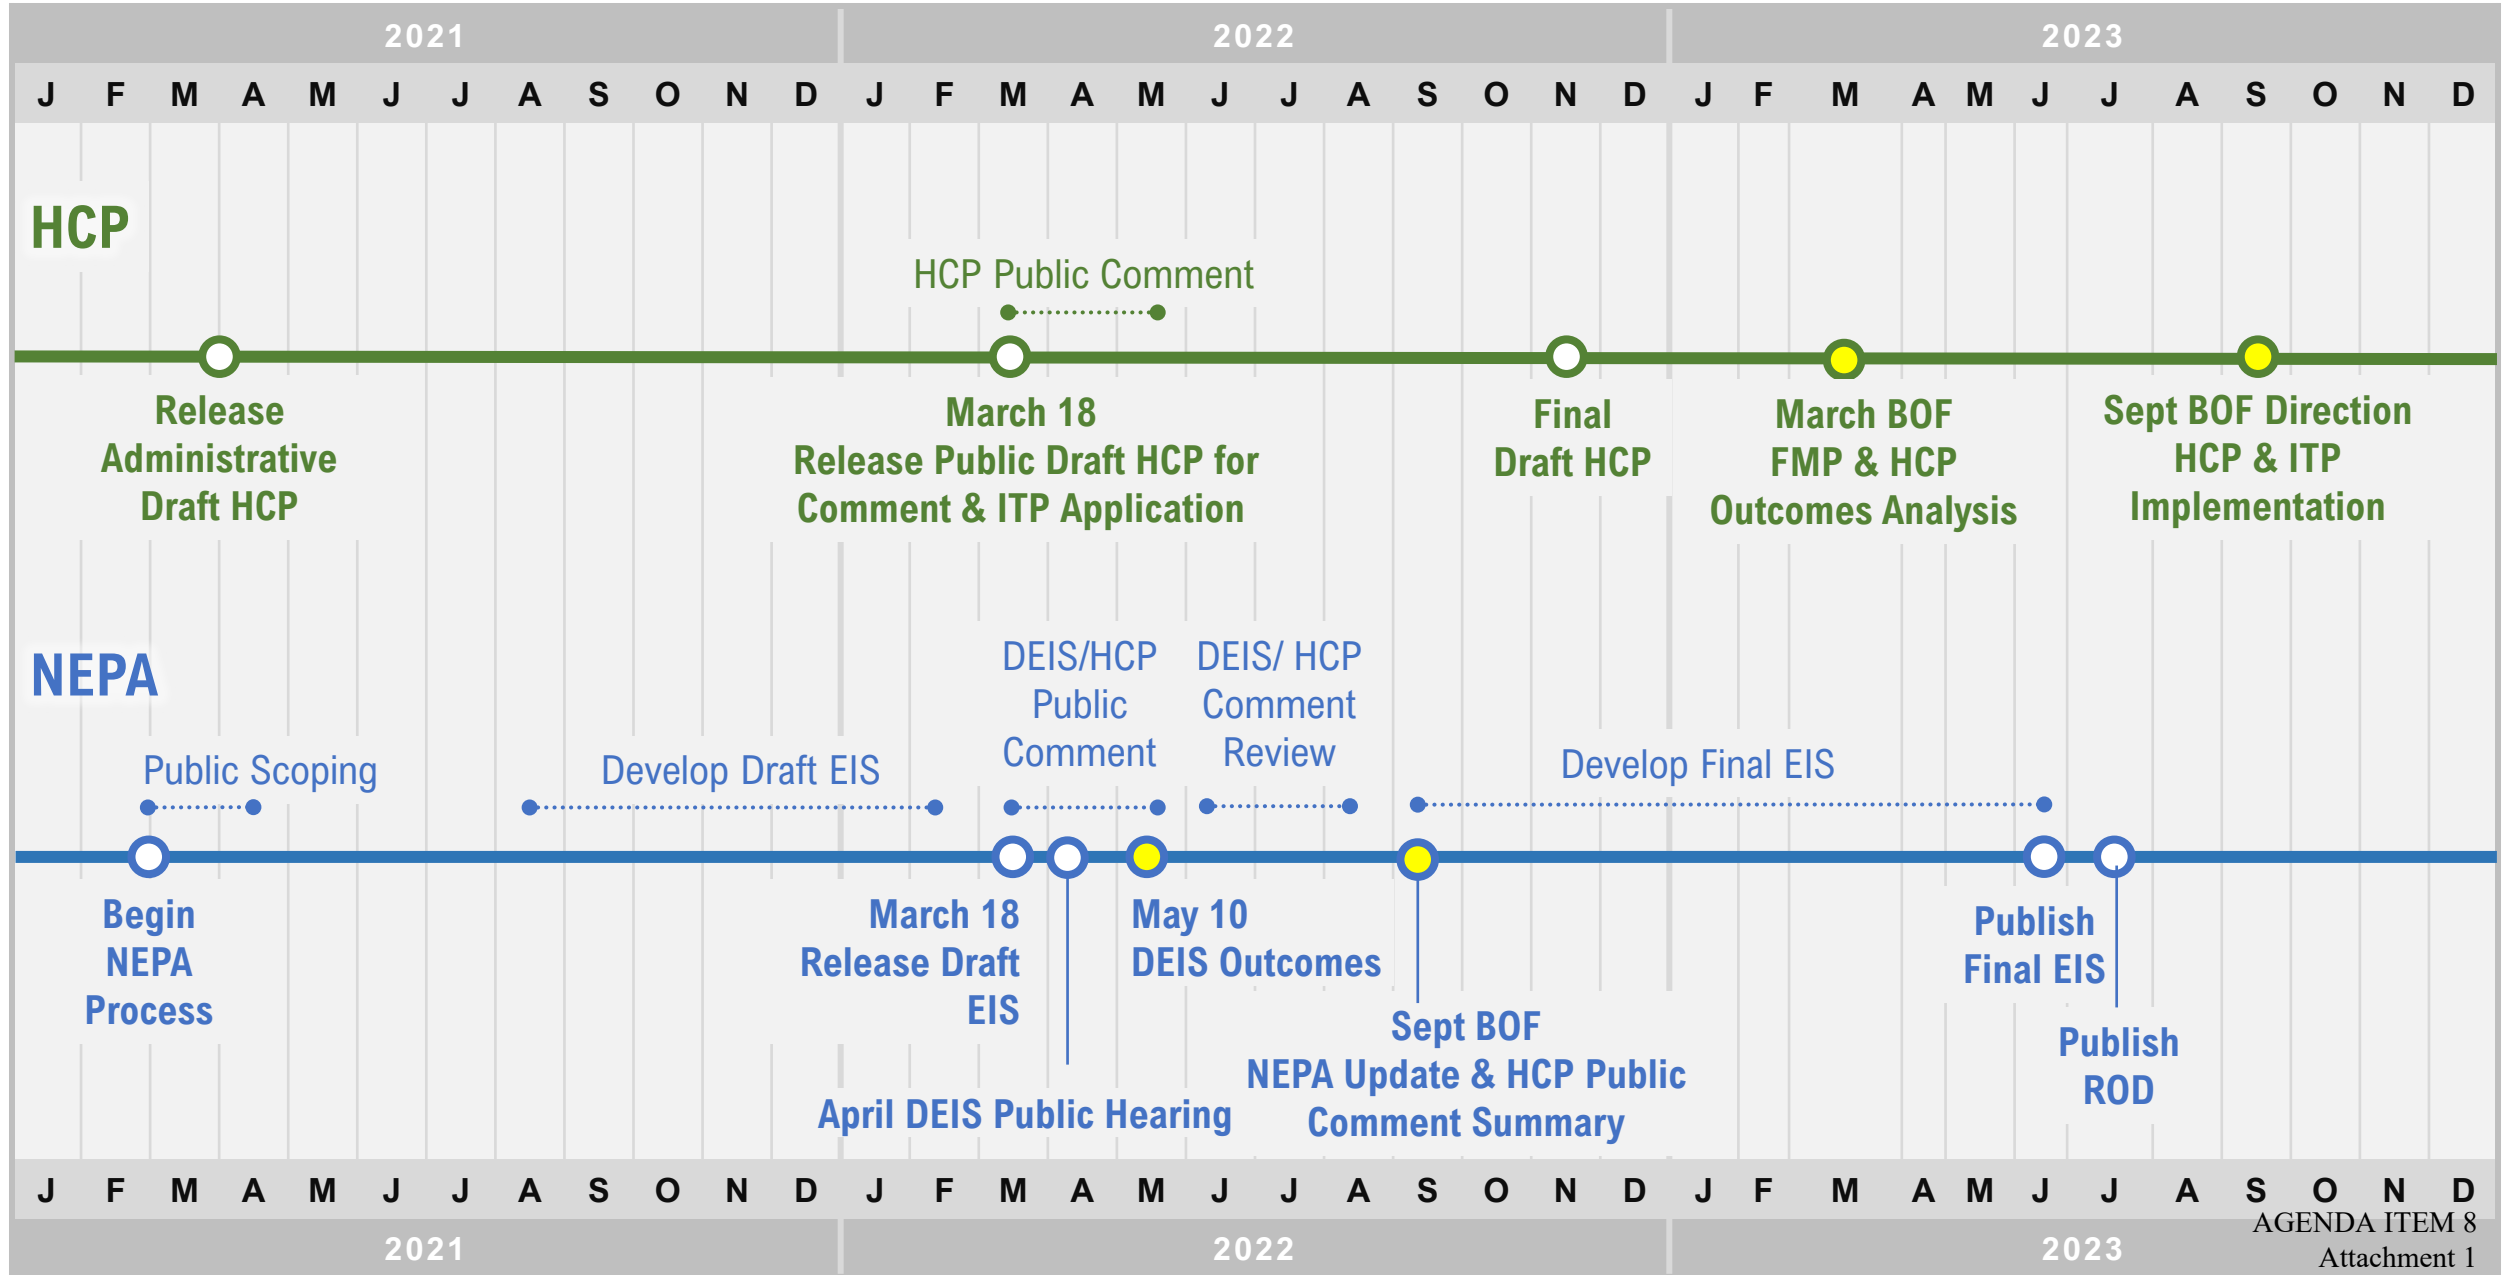 2021 2022 2023
J F M A M J J A S O N D J F M A M J J A S O N D J F M A M J J A S O N D
HCP
HCP Public Comment
Release
Administrative
Draft HCP
March 18
Release Public Draft HCP for
Comment & ITP Application
Final
Draft HCP
March BOF
FMP & HCP
Outcomes Analysis
Sept BOF Direction
HCP & ITP
Implementation
NEPA
Public Scoping
Develop Draft EIS
DEIS/HCP
Public
Comment
DEIS/ HCP
Comment
Review
Develop Final EIS
Begin
NEPA
Process
March 18
Release Draft
EIS
April DEIS Public Hearing
May 10
DEIS Outcomes
Sept BOF
NEPA Update & HCP Public
Comment Summary
Publish
Final EIS
Publish
ROD
J F M A M J J A S O N D J F M A M J J A S O N D J F M A M J J A S O N D
2021 2022 2023
AGENDA ITEM 8
Attachment 1